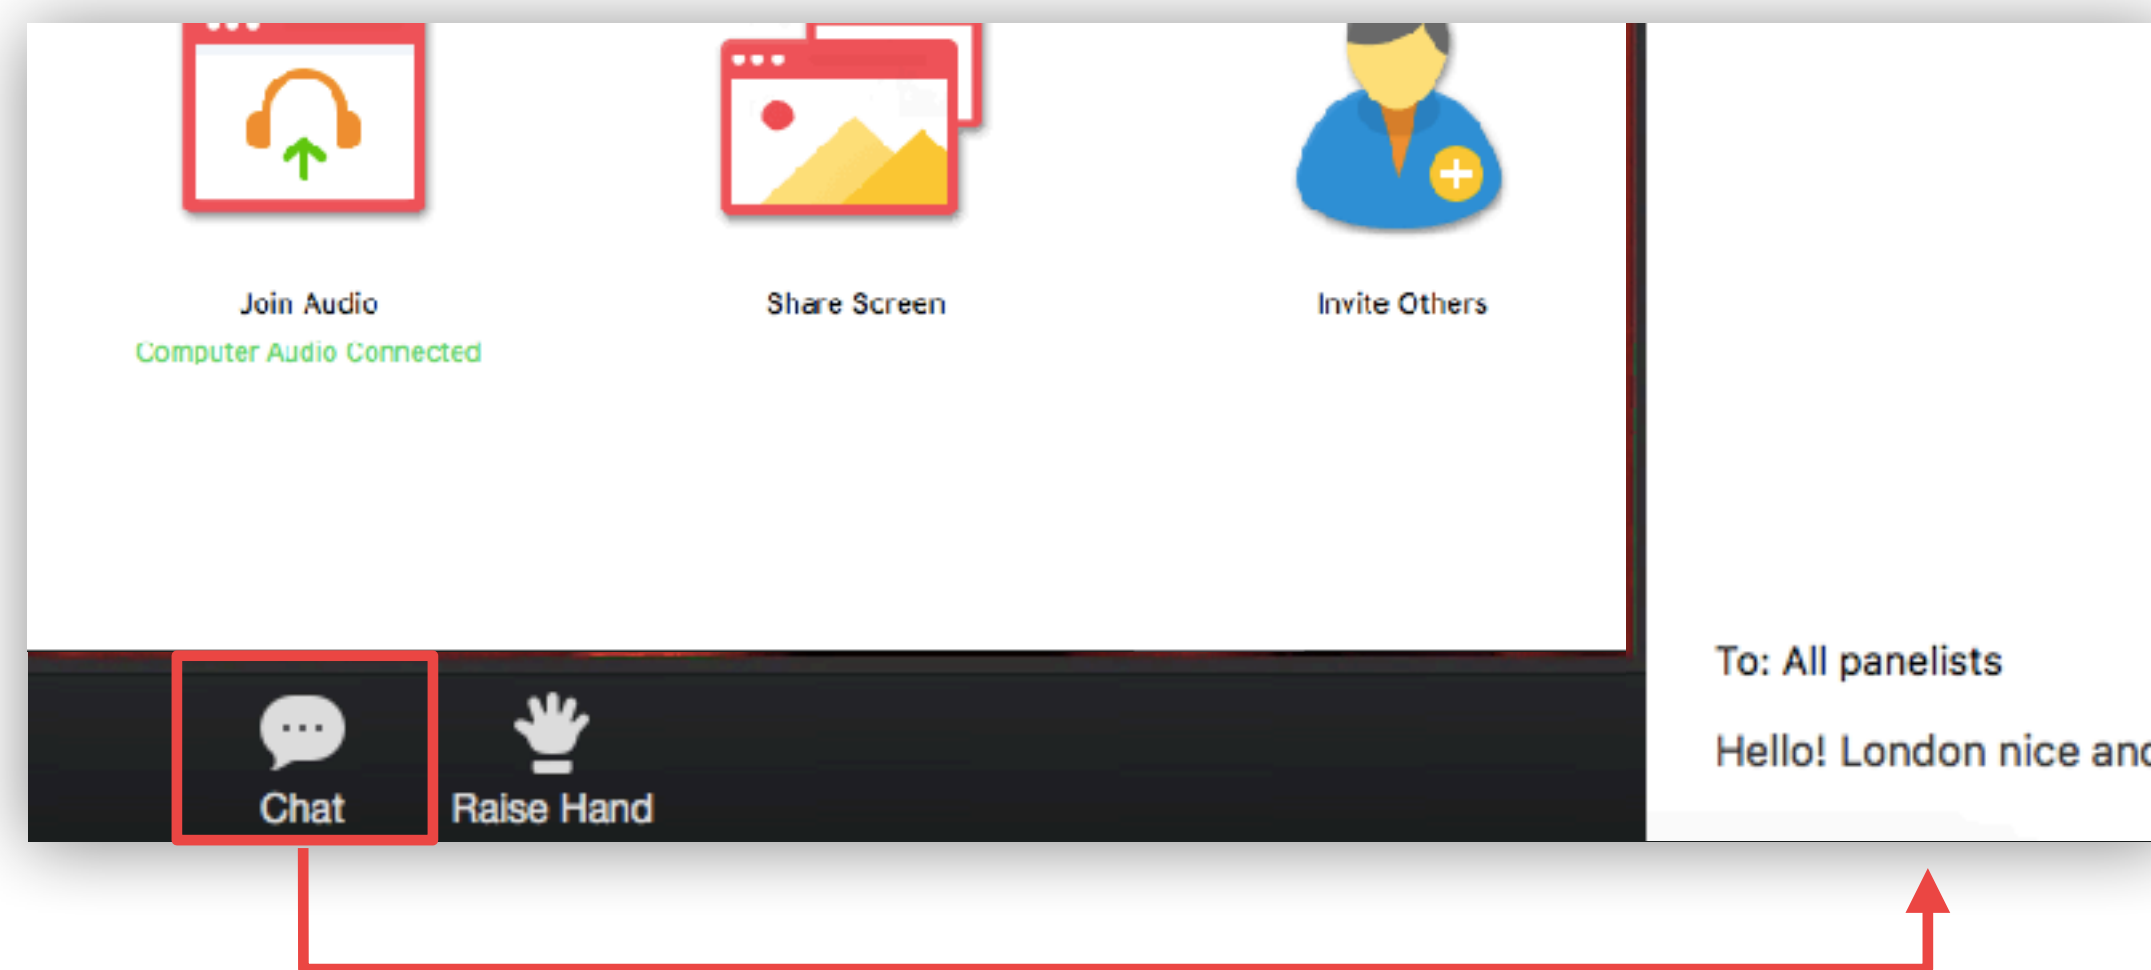 Join Audio
Computer Audio Connected
Share Screen
Invite Others
Chat
Raise Hand
To: All panelists
Hello! London nice